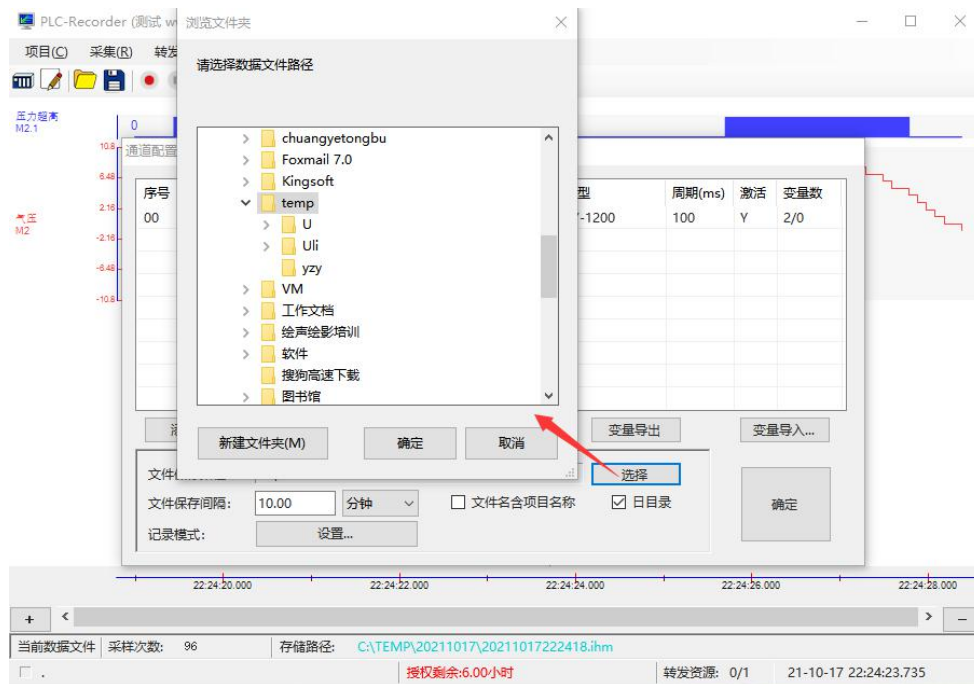 PLC-Recorder (测试 w
浏览文件夹
项目(C) 采集(R) 转发
请选择数据文件路径
压力超高
M2.1
0
chuangyetongbu
Foxmail 7.0
Kingsoft
temp
U
Uli
yzy
VM
工作文档
绘声绘影培训
软件
搜狗高速下载
图书馆
新建文件夹(M) 确定 取消
通道配置
序号 型 周期(ms) 激活 变量数
00 -1200 100 Y 2/0
10.8
6.48
2.16
-2.16
-6.48
-10.8
气压
M2
变量导出 变量导入...
文件 选择
文件保存间隔: 10.00 分钟 文件名含项目名称 日目录
记录模式: 设置...
确定
22:24:20.000 22:24:22.000 22:24:24.000 22:24:26.000 22:24:28.000
+ < > -
当前数据文件 采样次数: 96 存储路径: C:\TEMP\20211017\20211017222418.ihm
. 授权剩余:6.00小时 转发资源: 0/1 21-10-17 22:24:23.735